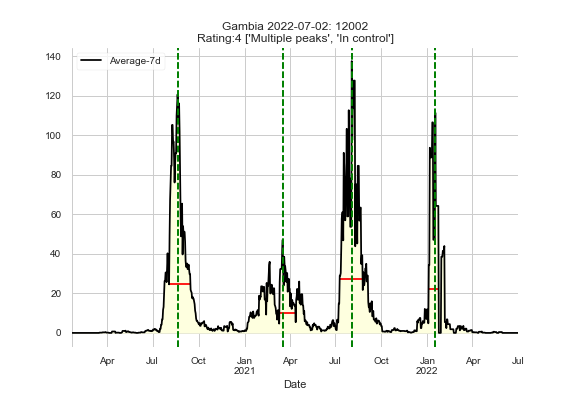 Gambia 2022-07-02: 12002
Rating:4 ['Multiple peaks', 'In control']
Average-7d
140
120
100
80
60
40
20
0
Apr Jul Oct Jan Apr Jul Oct Jan Apr Jul
2021 2022
Date